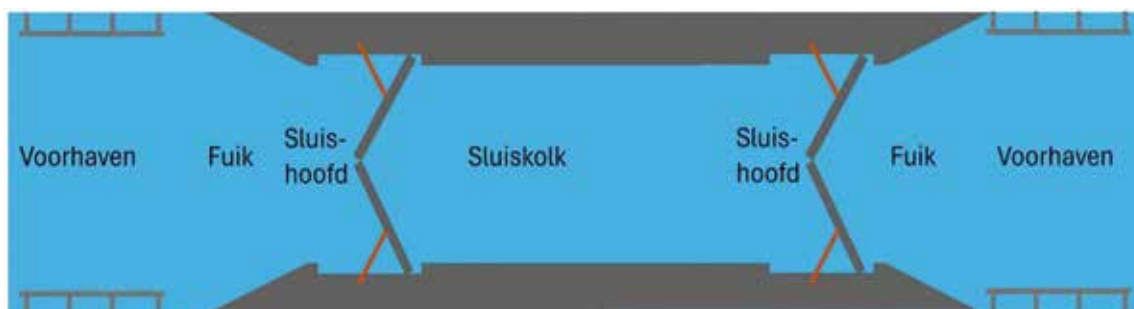 Voorhaven
Fuik
Sluis-
hoofd
Sluiskolk
Sluis-
hoofd
Fuik
Voorhaven